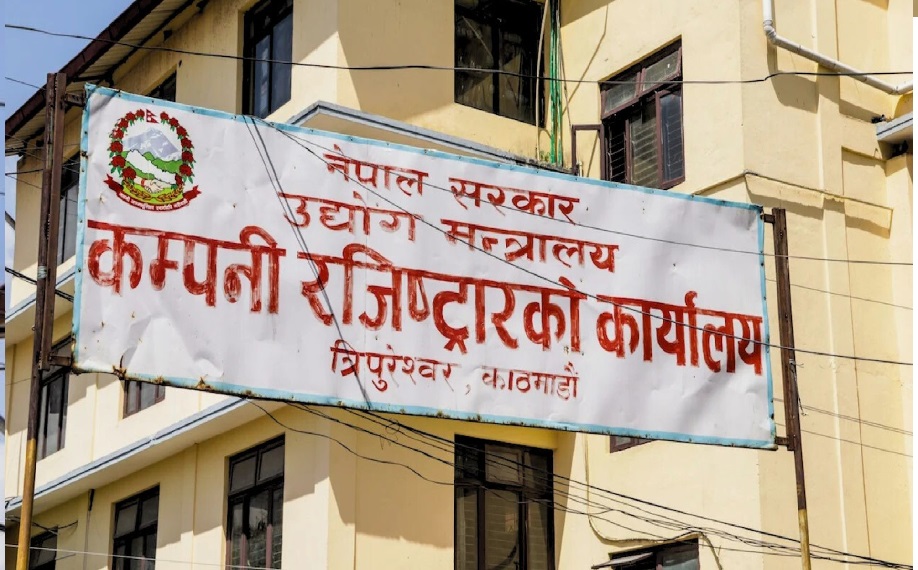 नेपाल सरकार
उद्योग मन्त्रालय
कम्पनी रजिष्ट्रारको कार्यालय
त्रिपुरेश्वर, काठमाडौं